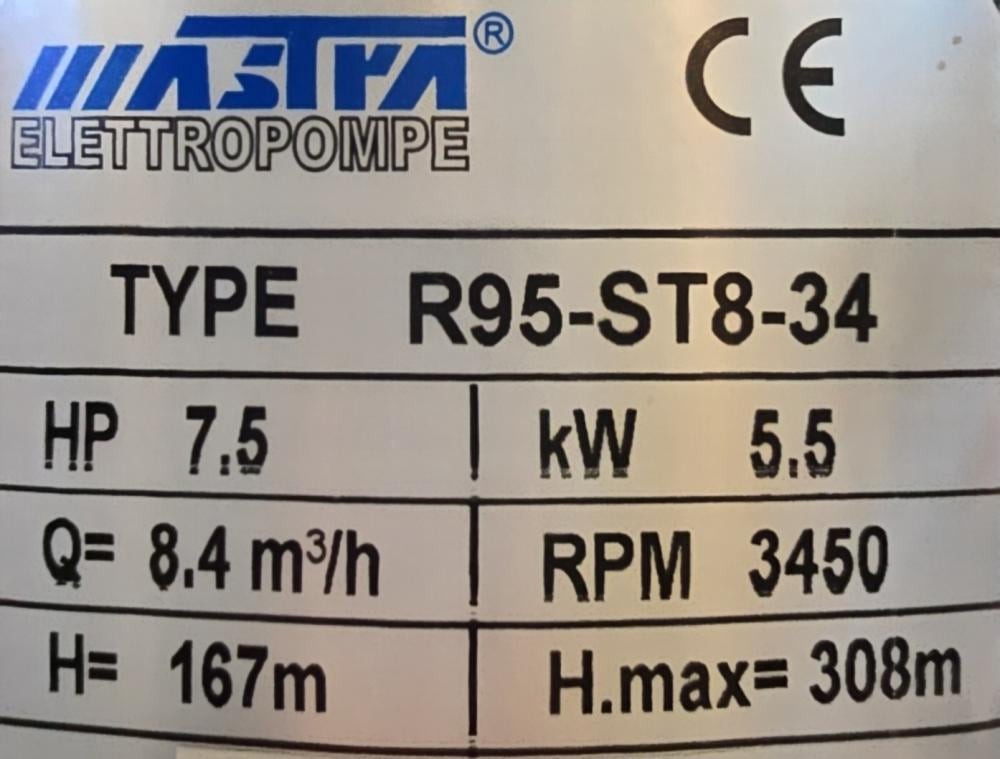 MASTRA®
ELETTROPOMPE
CE
TYPE R95-ST8-34
HP 7.5 kW 5.5
Q= 8.4 m³/h RPM 3450
H= 167m H.max= 308m